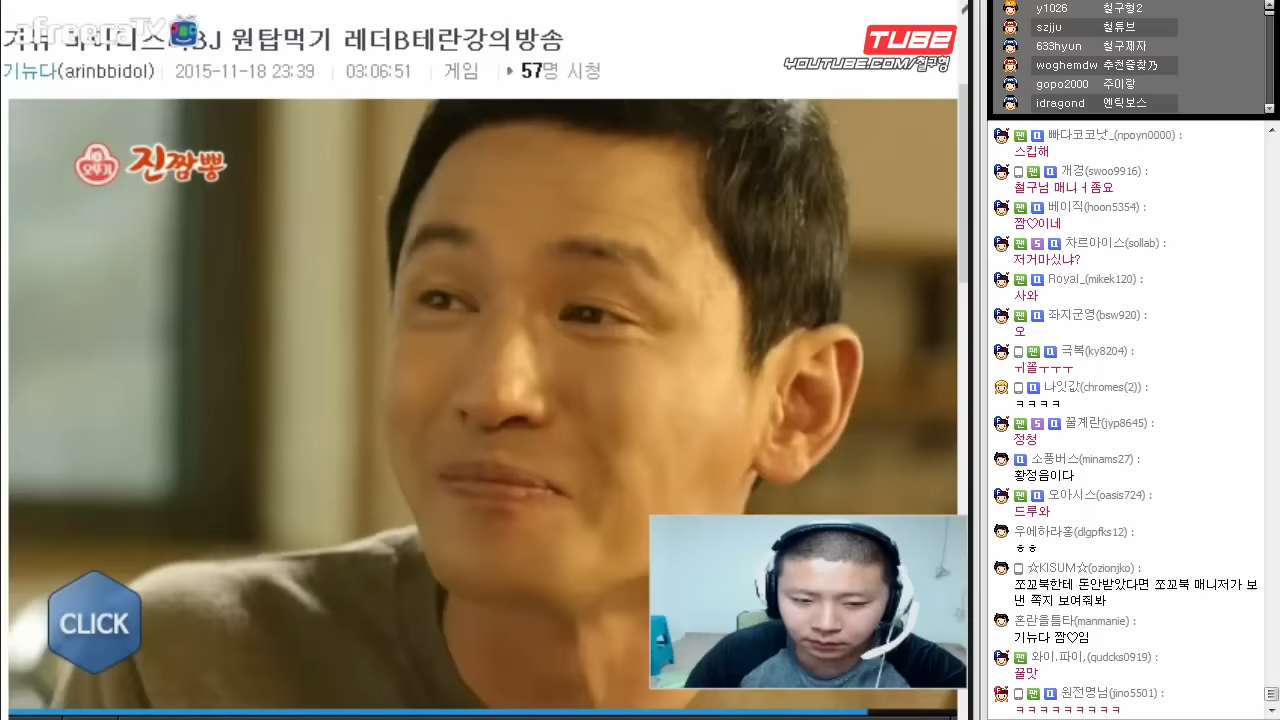 afreecaTV
BJ 원탑먹기 레더B테란강의방송
기뉴다(arinbbidol) 2015-11-18 23:39 03:06:51 게임 57명 시청
TUBE
YOUTUBE.COM/철구형
오뚜기 진짬뽕
CLICK
y1026 철구형2
szjju 철튜브
633hyun 철구제지
woghemdw 추천줄찾乃
gopo2000 주이랑
idragond 엔틱보스
빠다코코낫_(npoyn0000) :
스킵해
개경(swoo9916) :
철구님 매니ㅓ좀요
베이직(hoon5354) :
짬♡이네
차르아이스(sollab) :
저거마싰냐?
Royal_(mikek120) :
사와
좌지군영(bsw920) :
오
극복(ky8204) :
뀌꼴ㅜㅜㅜ
나잇값(chromes(2)) :
ㅋㅋㅋㅋ
꿀계란(jyp8645) :
정청
소풍버스(minams27) :
황정음이다
모아시스(oasis724) :
드루와
우에하라홍(dlgpfks12) :
ㅎㅎ
☆KISUM☆(ozionjko) :
쪼꼬북한테 돈안받았다면 쪼꼬북 매니저가 보
낸 쪽지 보여줘봐
혼란을틈타(manmanie) :
기뉴다 짬♡임
와이.파이,(qudcks0919) :
꿀맛
원전명님(jino5501) :
ㅋㅋㅋㅋㅋㅋㅋㅋㅋ